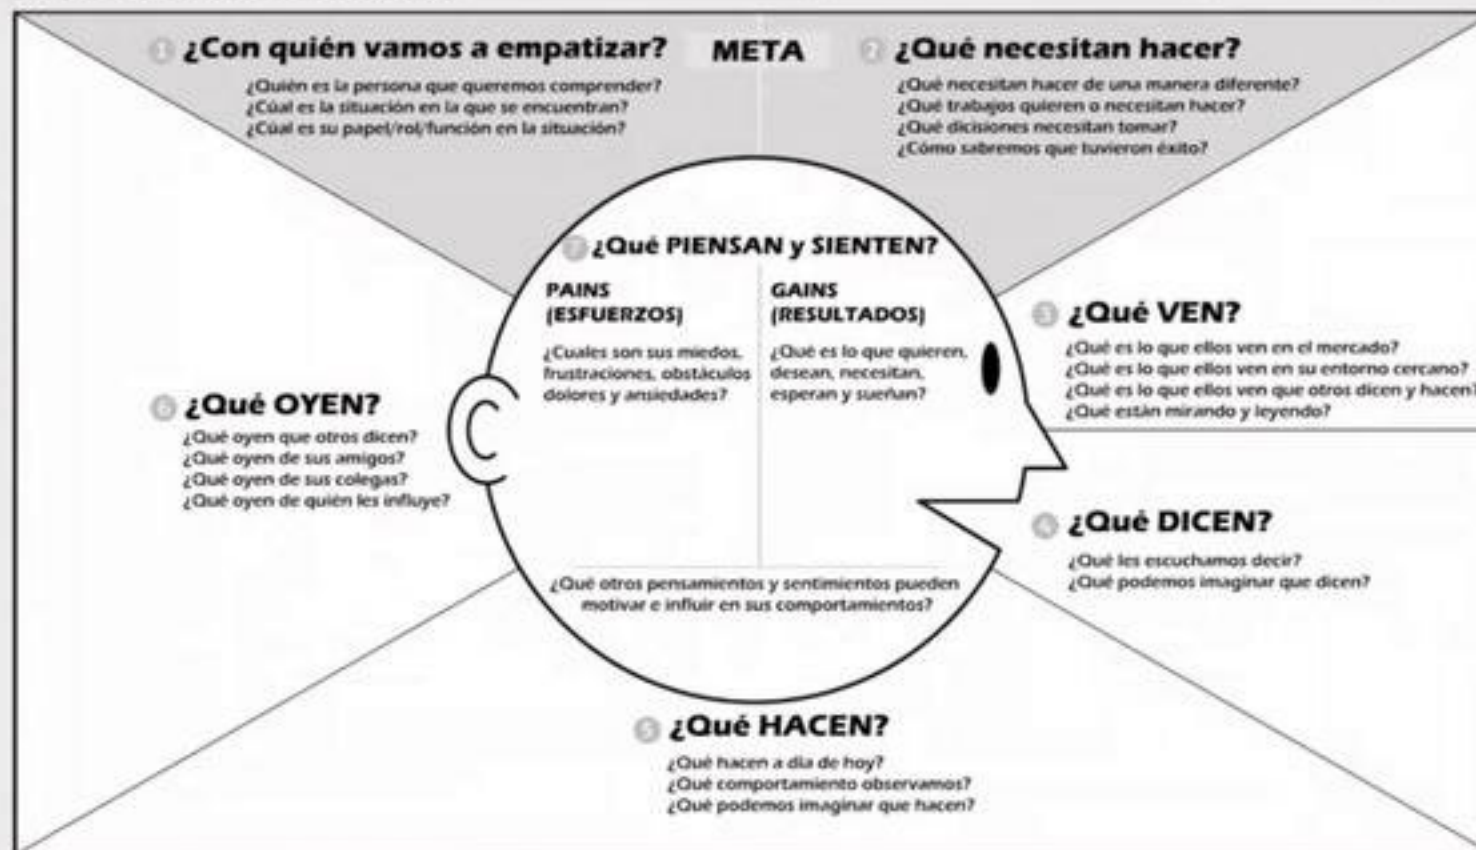 1 ¿Con quién vamos a empatizar?
¿Quién es la persona que queremos comprender?
¿Cúal es la situación en la que se encuentran?
¿Cúal es su papel/rol/función en la situación?
META
2 ¿Qué necesitan hacer?
¿Qué necesitan hacer de una manera diferente?
¿Qué trabajos quieren o necesitan hacer?
¿Qué dicisiones necesitan tomar?
¿Cómo sabremos que tuvieron éxito?
3 ¿Qué VEN?
¿Qué es lo que ellos ven en el mercado?
¿Qué es lo que ellos ven en su entorno cercano?
¿Qué es lo que ellos ven que otros dicen y hacen?
¿Qué están mirando y leyendo?
4 ¿Qué DICEN?
¿Qué les escuchamos decir?
¿Qué podemos imaginar que dicen?
5 ¿Qué HACEN?
¿Qué hacen a día de hoy?
¿Qué comportamiento observamos?
¿Qué podemos imaginar que hacen?
6 ¿Qué OYEN?
¿Qué oyen que otros dicen?
¿Qué oyen de sus amigos?
¿Qué oyen de sus colegas?
¿Qué oyen de quién les influye?
7 ¿Qué PIENSAN y SIENTEN?
PAINS
(ESFUERZOS)
¿Cuales son sus miedos,
frustraciones, obstáculos
dolores y ansiedades?
GAINS
(RESULTADOS)
¿Qué es lo que quieren,
desean, necesitan,
esperan y sueñan?
¿Qué otros pensamientos y sentimientos pueden
motivar e influir en sus comportamientos?